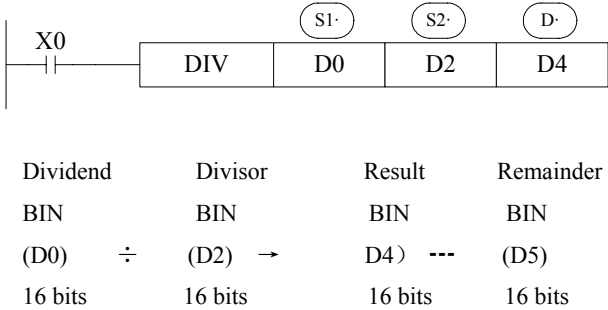 S1· S2· D·
X0
DIV D0 D2 D4
Dividend Divisor Result Remainder
BIN BIN BIN BIN
(D0) ÷ (D2) → D4） --- (D5)
16 bits 16 bits 16 bits 16 bits